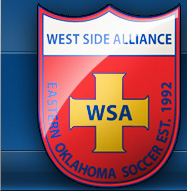 WEST SIDE ALLIANCE
WSA
EASTERN OKLAHOMA SOCCER EST. 1992